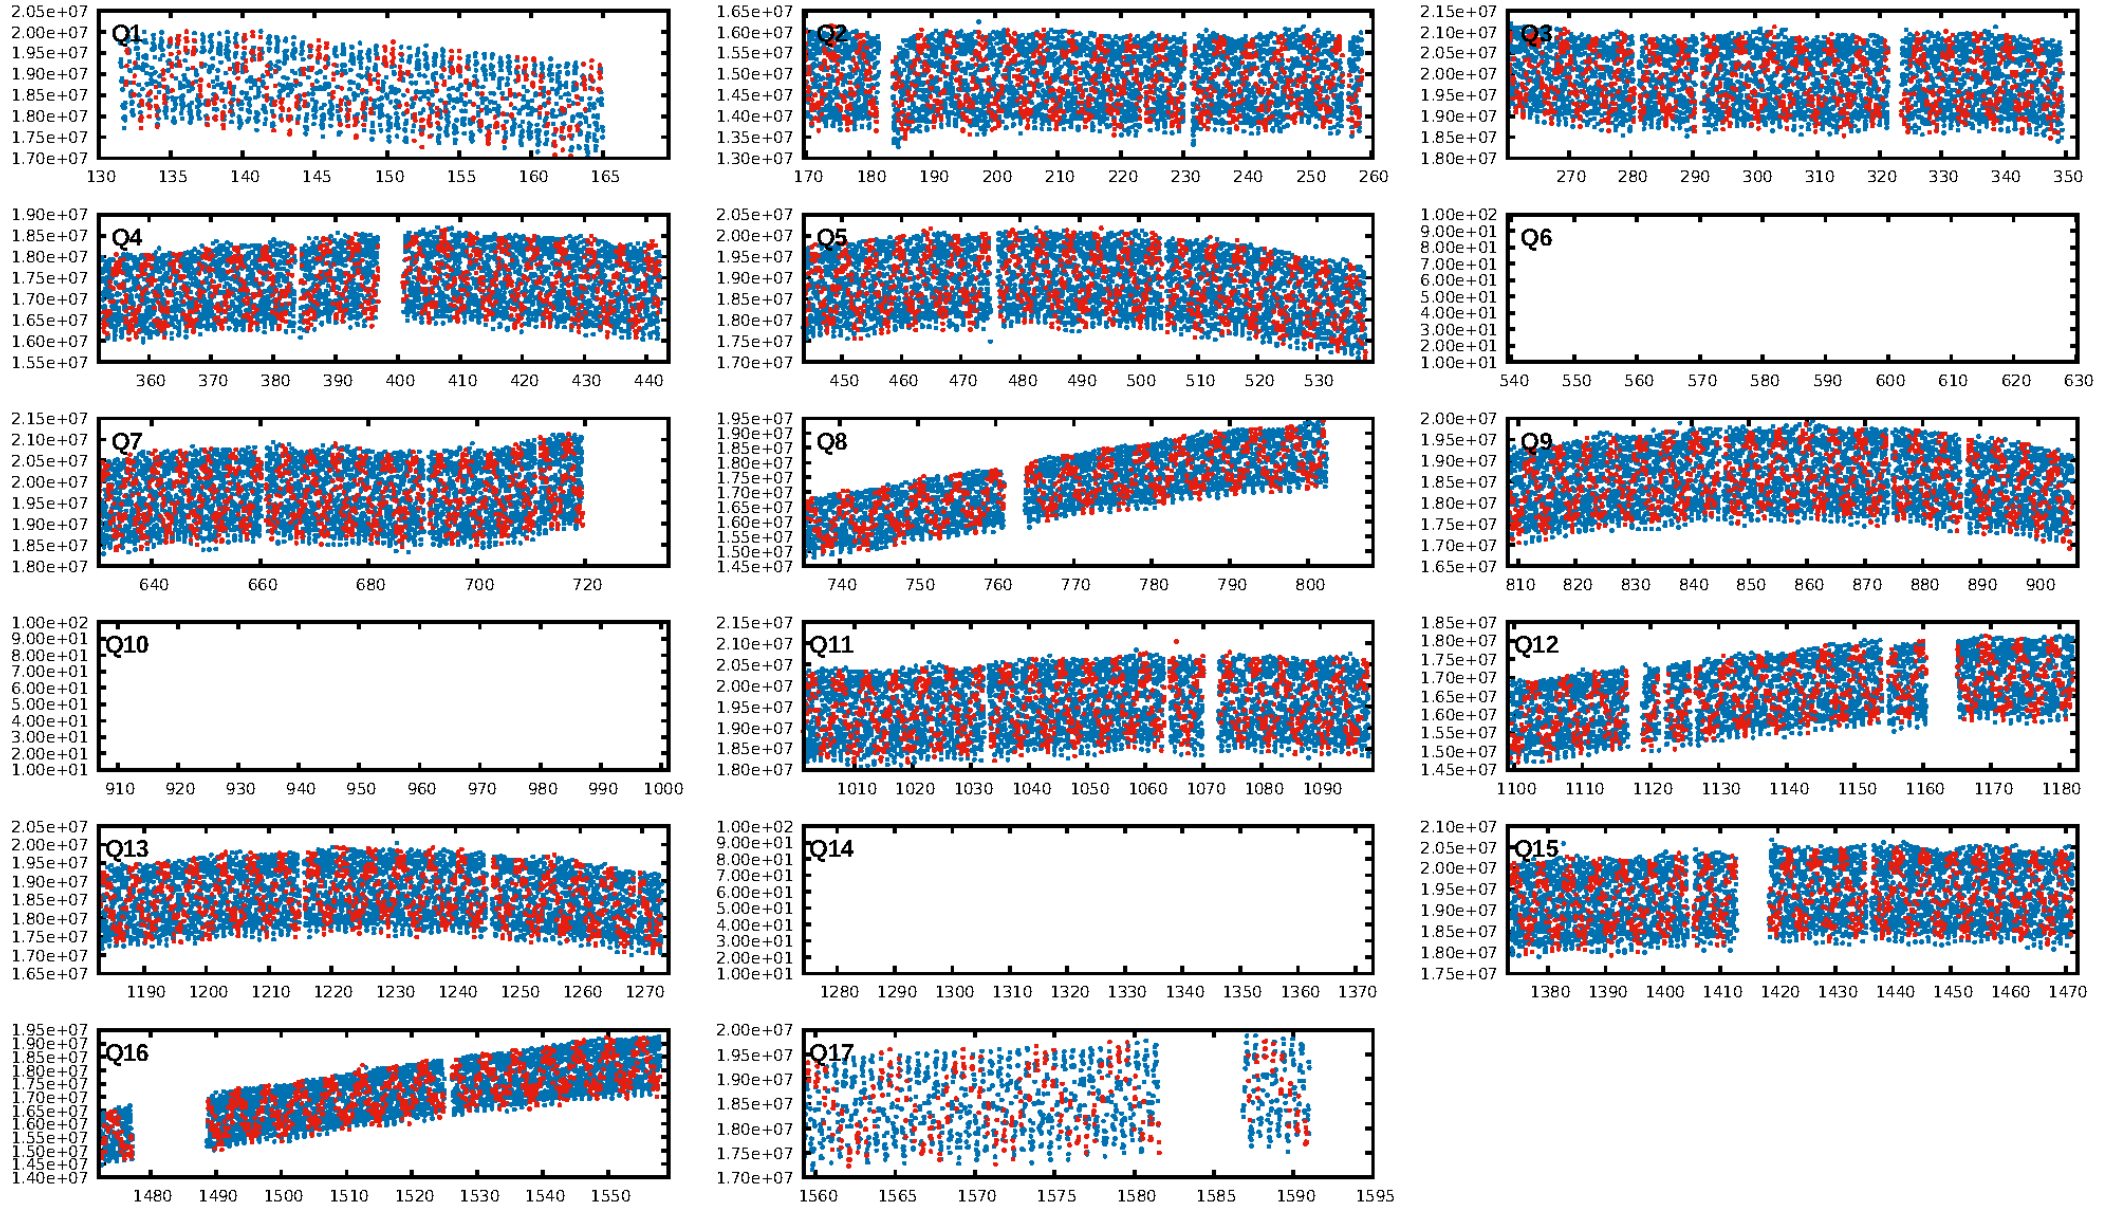 2.05e+07
2.00e+07
1.95e+07
1.90e+07
1.85e+07
1.80e+07
1.75e+07
1.70e+07
Q1
130 135 140 145 150 155 160 165
1.65e+07
1.60e+07
1.55e+07
1.50e+07
1.45e+07
1.40e+07
1.35e+07
1.30e+07
Q2
170 180 190 200 210 220 230 240 250 260
2.15e+07
2.10e+07
2.05e+07
2.00e+07
1.95e+07
1.90e+07
1.85e+07
1.80e+07
Q3
270 280 290 300 310 320 330 340 350
1.90e+07
1.85e+07
1.80e+07
1.75e+07
1.70e+07
1.65e+07
1.60e+07
1.55e+07
Q4
360 370 380 390 400 410 420 430 440
2.05e+07
2.00e+07
1.95e+07
1.90e+07
1.85e+07
1.80e+07
1.75e+07
1.70e+07
Q5
450 460 470 480 490 500 510 520 530
1.00e+02
9.00e+01
8.00e+01
7.00e+01
6.00e+01
5.00e+01
4.00e+01
3.00e+01
2.00e+01
1.00e+01
Q6
540 550 560 570 580 590 600 610 620 630
2.15e+07
2.10e+07
2.05e+07
2.00e+07
1.95e+07
1.90e+07
1.85e+07
1.80e+07
Q7
640 660 680 700 720
1.95e+07
1.90e+07
1.85e+07
1.80e+07
1.75e+07
1.70e+07
1.65e+07
1.60e+07
1.55e+07
1.50e+07
1.45e+07
Q8
740 750 760 770 780 790 800
2.00e+07
1.95e+07
1.90e+07
1.85e+07
1.80e+07
1.75e+07
1.70e+07
1.65e+07
Q9
810 820 830 840 850 860 870 880 890 900
1.00e+02
9.00e+01
8.00e+01
7.00e+01
6.00e+01
5.00e+01
4.00e+01
3.00e+01
2.00e+01
1.00e+01
Q10
910 920 930 940 950 960 970 980 990 1000
2.15e+07
2.10e+07
2.05e+07
2.00e+07
1.95e+07
1.90e+07
1.85e+07
1.80e+07
Q11
1010 1020 1030 1040 1050 1060 1070 1080 1090
1.85e+07
1.80e+07
1.75e+07
1.70e+07
1.65e+07
1.60e+07
1.55e+07
1.50e+07
1.45e+07
Q12
1100 1110 1120 1130 1140 1150 1160 1170 1180
2.05e+07
2.00e+07
1.95e+07
1.90e+07
1.85e+07
1.80e+07
1.75e+07
1.70e+07
1.65e+07
Q13
1190 1200 1210 1220 1230 1240 1250 1260 1270
1.00e+02
9.00e+01
8.00e+01
7.00e+01
6.00e+01
5.00e+01
4.00e+01
3.00e+01
2.00e+01
1.00e+01
Q14
1280 1290 1300 1310 1320 1330 1340 1350 1360 1370
2.10e+07
2.05e+07
2.00e+07
1.95e+07
1.90e+07
1.85e+07
1.80e+07
1.75e+07
Q15
1380 1390 1400 1410 1420 1430 1440 1450 1460 1470
1.95e+07
1.90e+07
1.85e+07
1.80e+07
1.75e+07
1.70e+07
1.65e+07
1.60e+07
1.55e+07
1.50e+07
1.45e+07
1.40e+07
Q16
1480 1490 1500 1510 1520 1530 1540 1550
2.00e+07
1.95e+07
1.90e+07
1.85e+07
1.80e+07
1.75e+07
1.70e+07
Q17
1560 1565 1570 1575 1580 1585 1590 1595